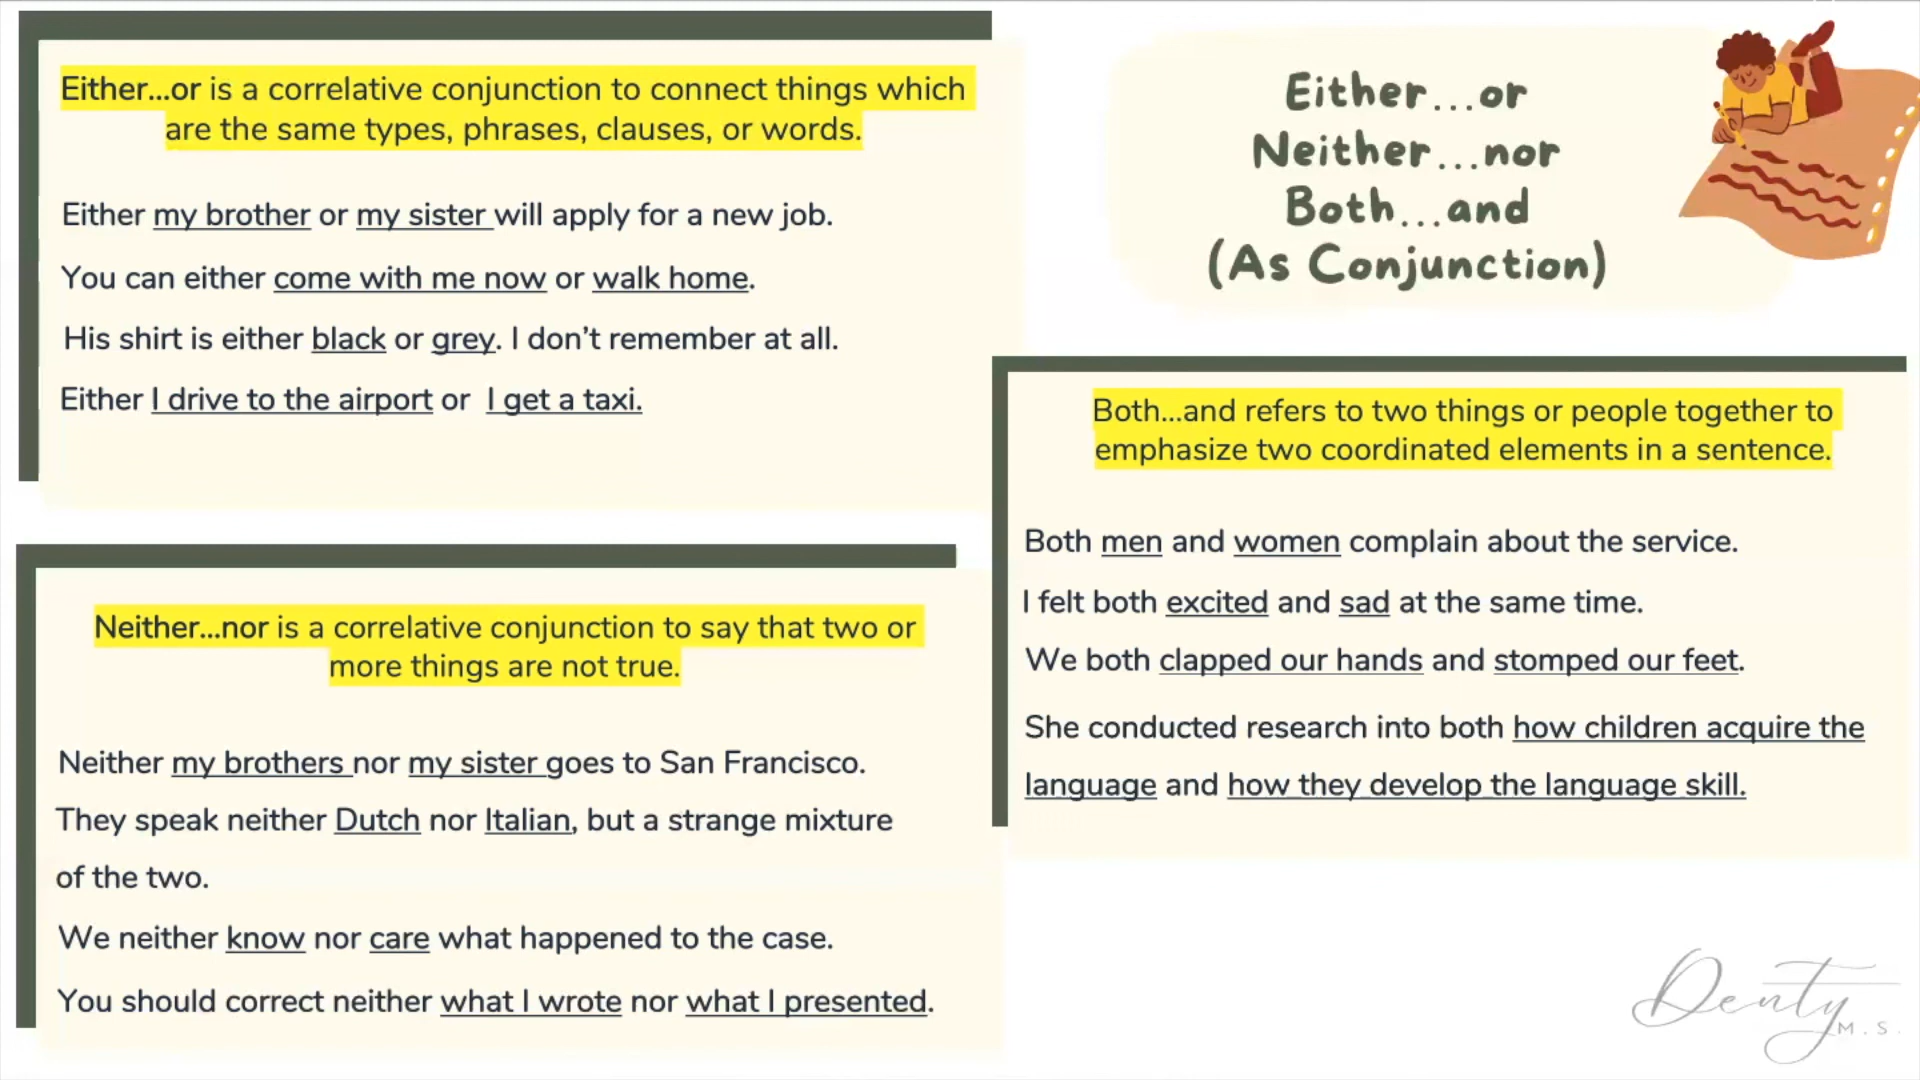 Either...or is a correlative conjunction to connect things which
are the same types, phrases, clauses, or words.
Either my brother or my sister will apply for a new job.
You can either come with me now or walk home.
His shirt is either black or grey. I don’t remember at all.
Either I drive to the airport or I get a taxi.
Neither...nor is a correlative conjunction to say that two or
more things are not true.
Neither my brothers nor my sister goes to San Francisco.
They speak neither Dutch nor Italian, but a strange mixture
of the two.
We neither know nor care what happened to the case.
You should correct neither what I wrote nor what I presented.
Either...or
Neither...nor
Both...and
(As Conjunction)
Both...and refers to two things or people together to
emphasize two coordinated elements in a sentence.
Both men and women complain about the service.
I felt both excited and sad at the same time.
We both clapped our hands and stomped our feet.
She conducted research into both how children acquire the
language and how they develop the language skill.
Denty
M.S.